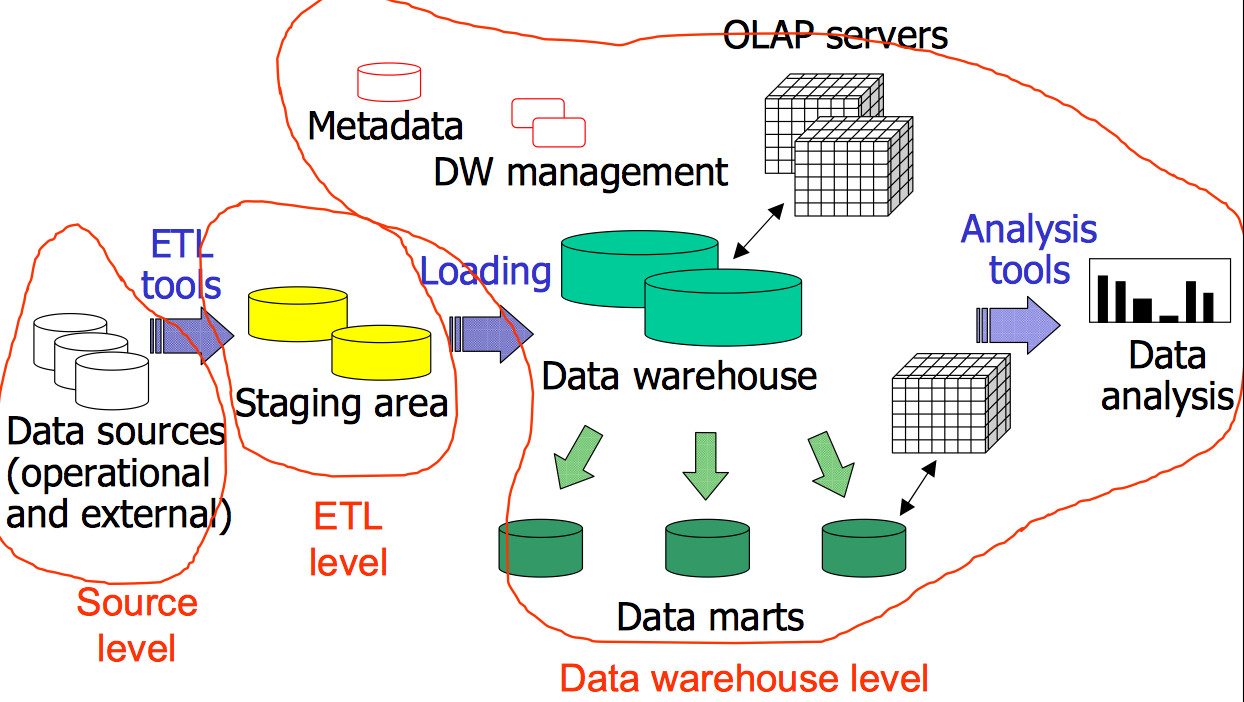 OLAP servers
Metadata
DW management
ETL
tools
Loading
Analysis
tools
Staging area
Data warehouse
Data
analysis
Data sources
(operational
and external)
ETL
level
Source
level
Data marts
Data warehouse level